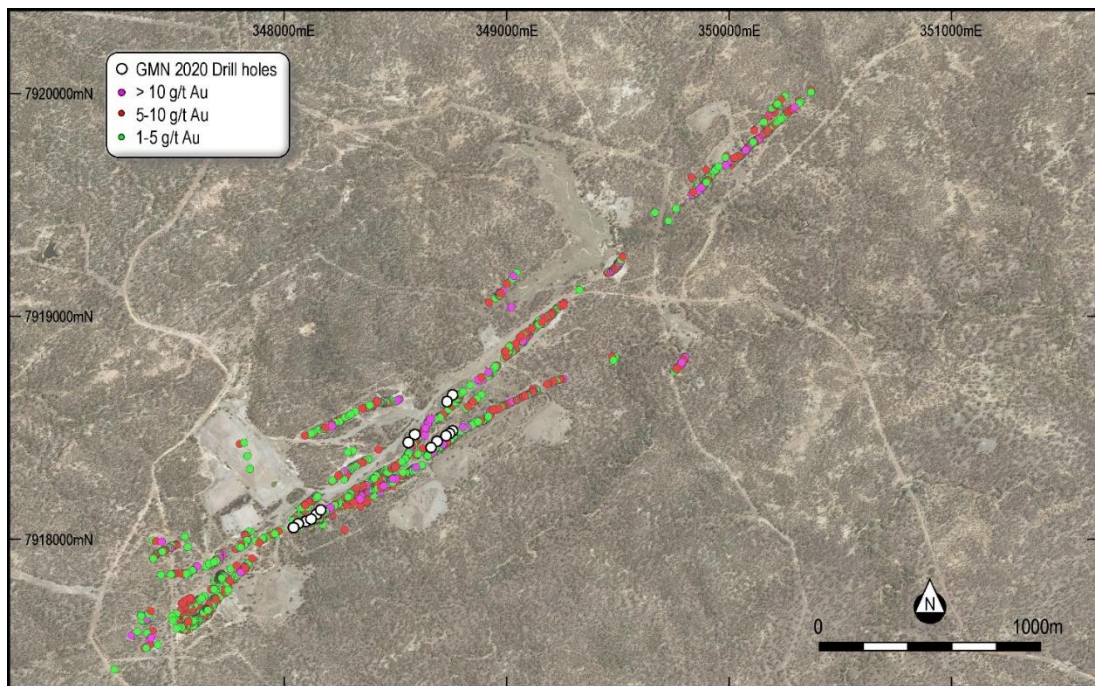 348000mE 349000mE 350000mE 351000mE
GMN 2020 Drill holes
> 10 g/t Au
5-10 g/t Au
1-5 g/t Au
7920000mN
7919000mN
7918000mN
N
0 1000m